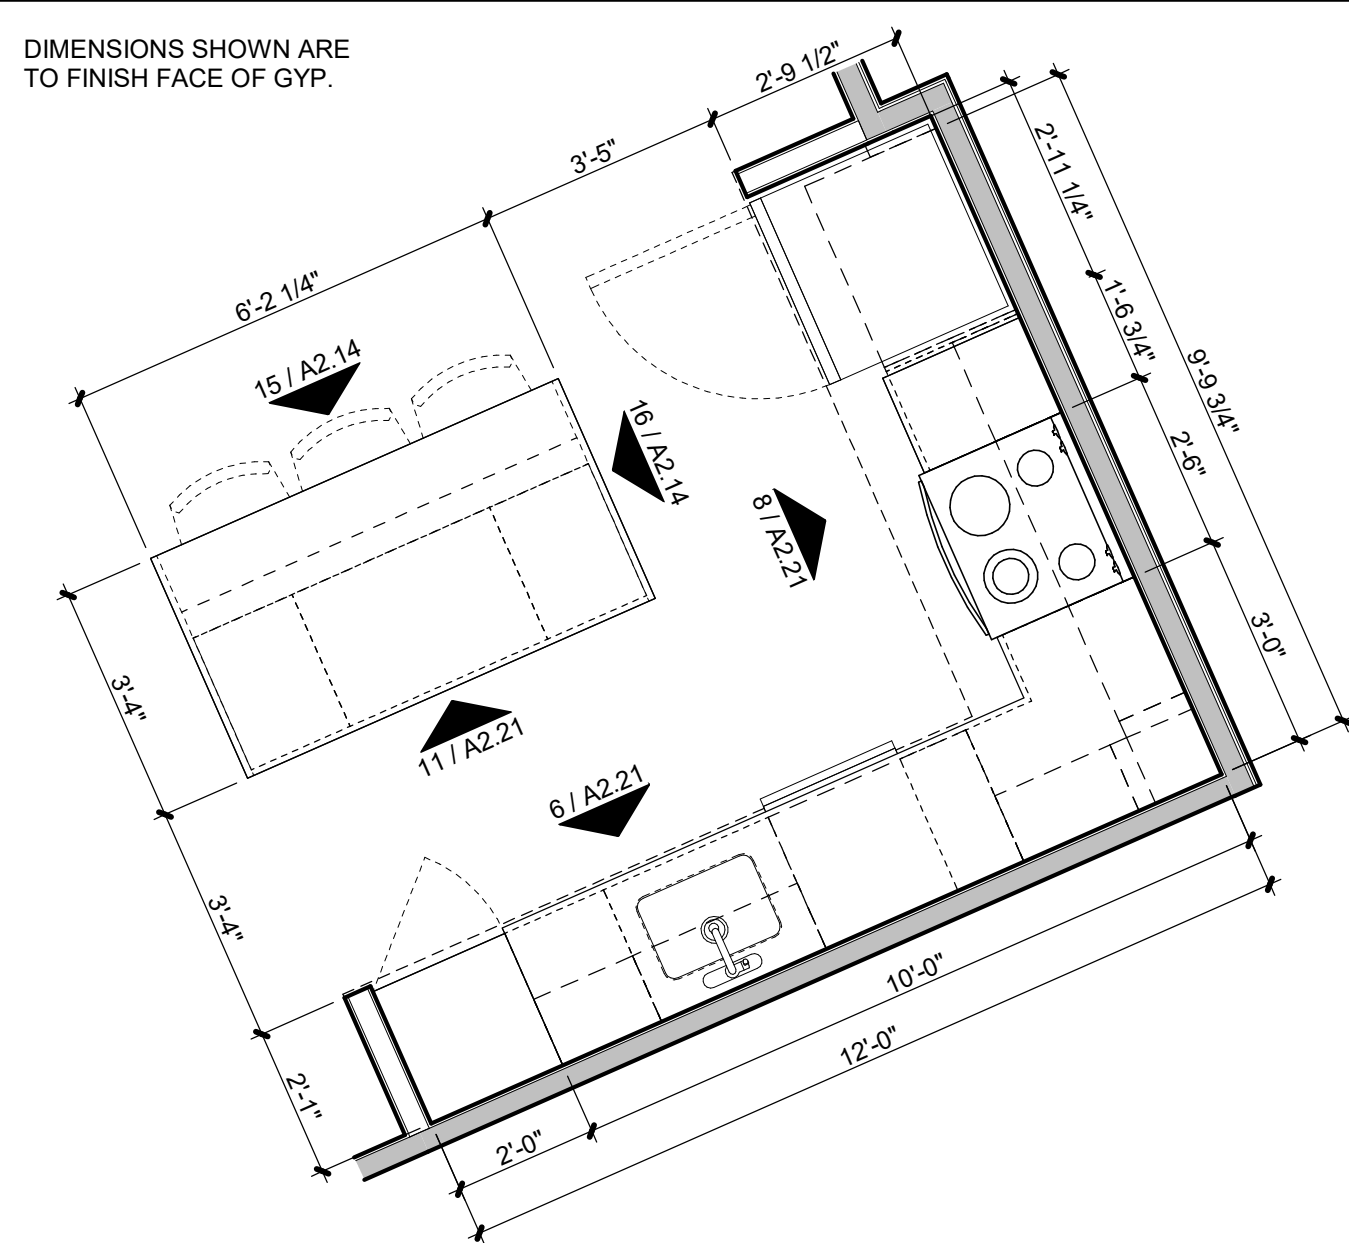 DIMENSIONS SHOWN ARE
TO FINISH FACE OF GYP.
2'-9 1/2"
3'-5"
6'-2 1/4"
2'-11 1/4"
1'-6 3/4"
9'-9 3/4"
2'-6"
3'-0"
15 / A2.14
16 / A2.14
8 / A2.21
11 / A2.21
6 / A2.21
3'-4"
3'-4"
2'-1"
2'-0"
10'-0"
12'-0"